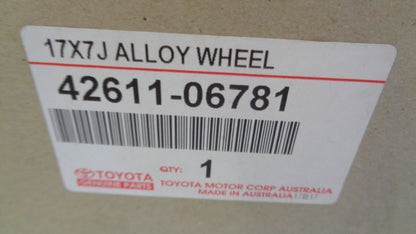 17X7J ALLOY WHEEL
42611-06781
QTY: 1
TOYOTA
GENUINE PARTS
TOYOTA MOTOR CORP AUSTRALIA
MADE IN AUSTRALIA